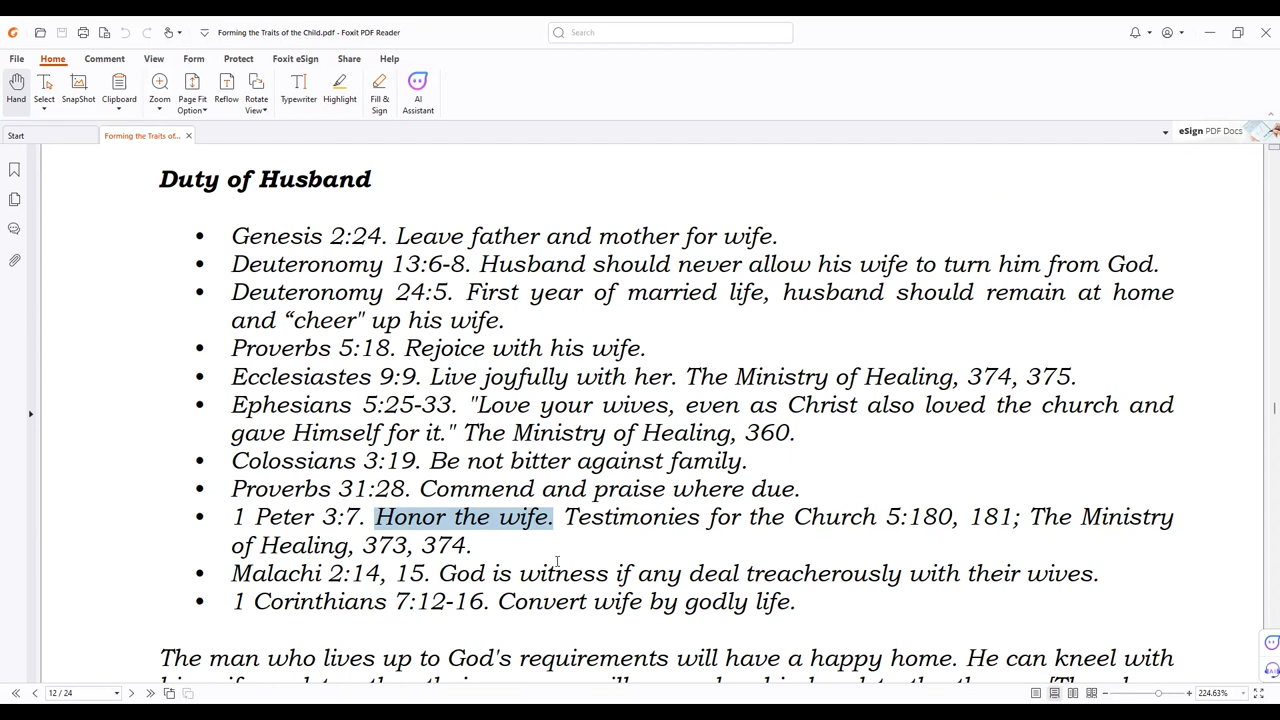 Forming the Traits of the Child.pdf - Foxit PDF Reader
Search
File Home Comment View Form Protect Foxit eSign Share Help
Hand Select SnapShot Clipboard Zoom Page Fit Option Reflow Rotate View Typewriter Highlight Fill & Sign AI Assistant
Start
Forming the Traits of...
eSign PDF Docs
Duty of Husband
• Genesis 2:24. Leave father and mother for wife.
• Deuteronomy 13:6-8. Husband should never allow his wife to turn him from God.
• Deuteronomy 24:5. First year of married life, husband should remain at home
and “cheer" up his wife.
• Proverbs 5:18. Rejoice with his wife.
• Ecclesiastes 9:9. Live joyfully with her. The Ministry of Healing, 374, 375.
• Ephesians 5:25-33. "Love your wives, even as Christ also loved the church and
gave Himself for it." The Ministry of Healing, 360.
• Colossians 3:19. Be not bitter against family.
• Proverbs 31:28. Commend and praise where due.
• 1 Peter 3:7. Honor the wife. Testimonies for the Church 5:180, 181; The Ministry
of Healing, 373, 374.
• Malachi 2:14, 15. God is witness if any deal treacherously with their wives.
• 1 Corinthians 7:12-16. Convert wife by godly life.
The man who lives up to God's requirements will have a happy home. He can kneel with
12 / 24
224.63%